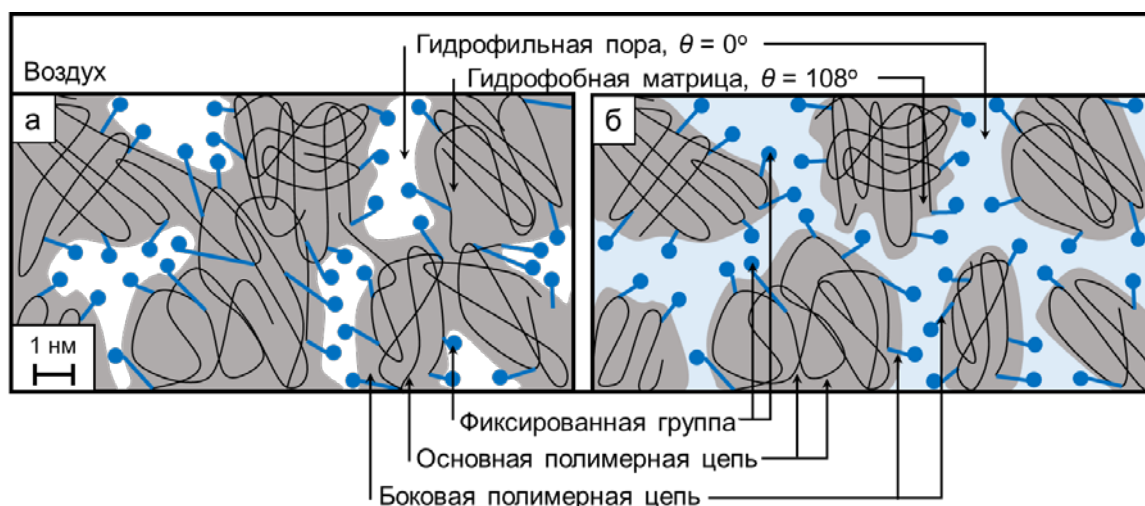 Гидрофильная пора, θ = 0°
Воздух
Гидрофобная матрица, θ = 108°
а
б
1 нм
Фиксированная группа
Основная полимерная цепь
Боковая полимерная цепь